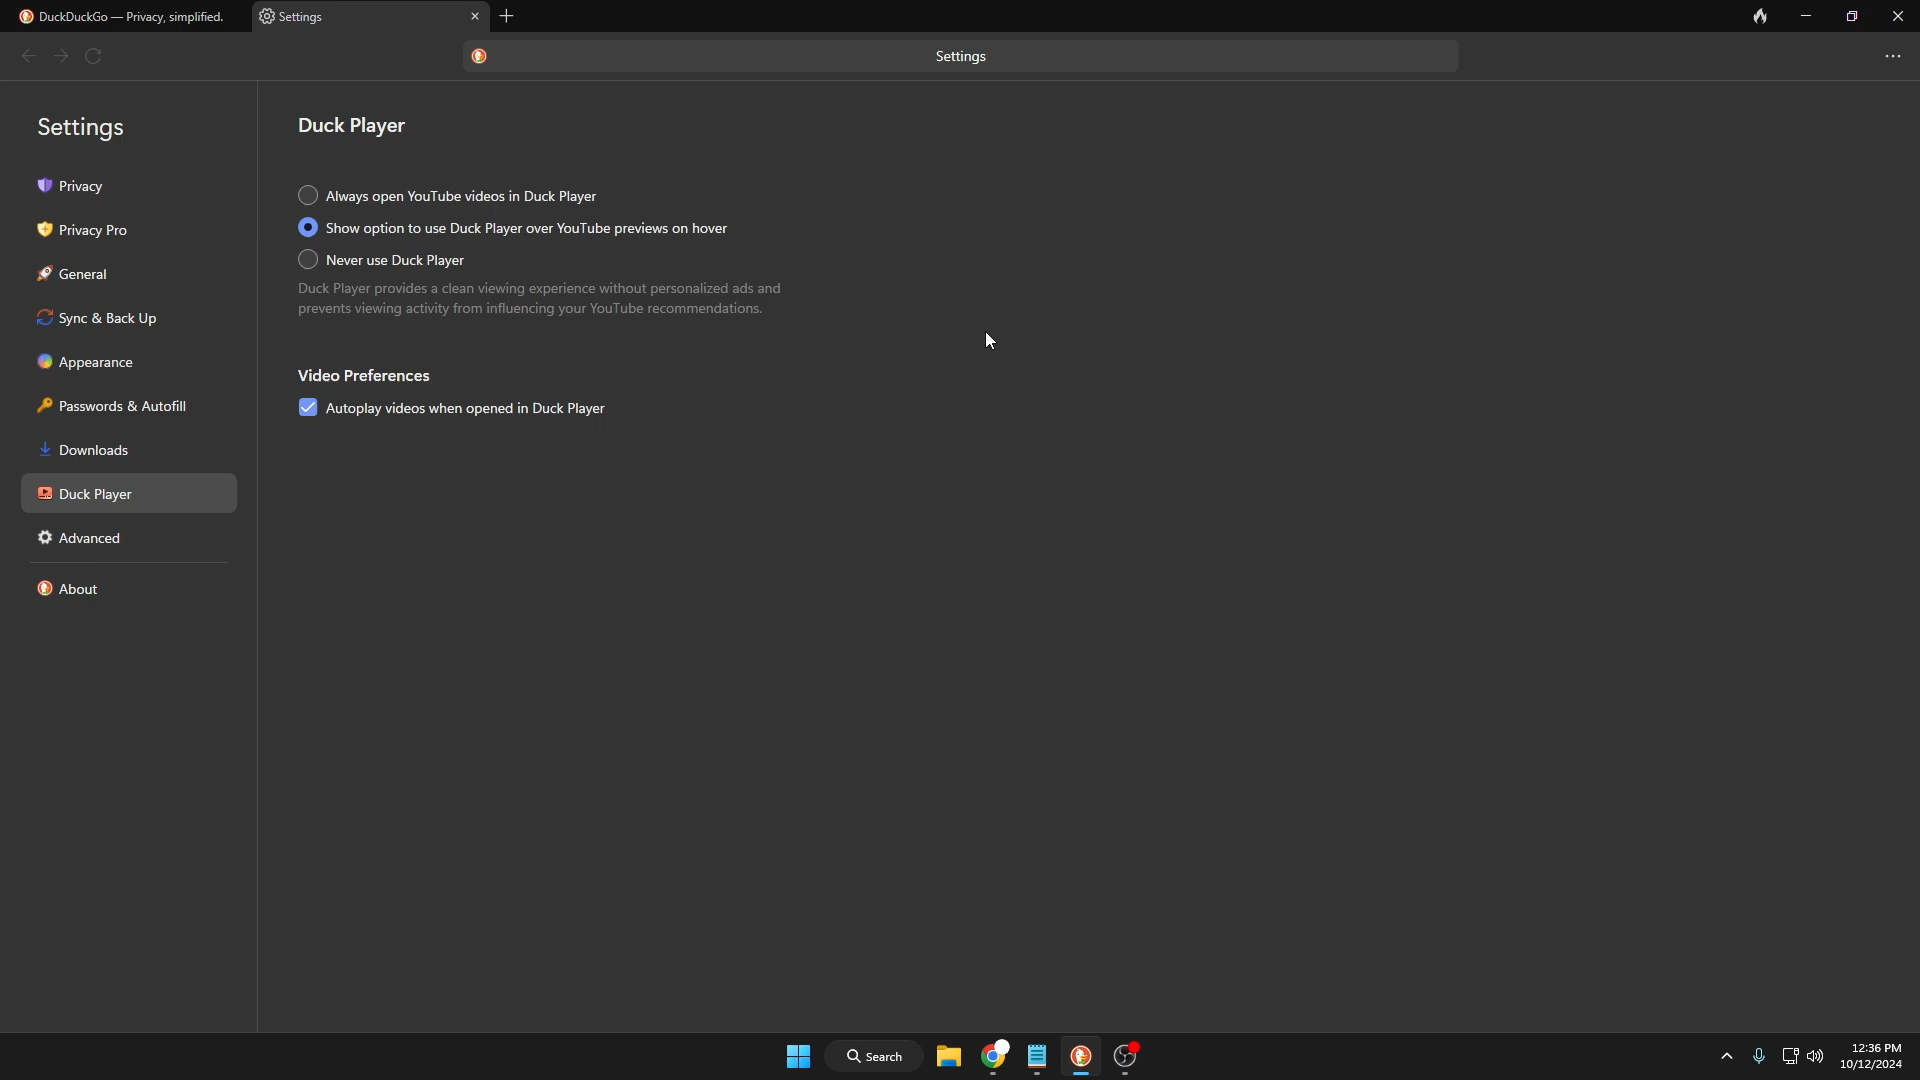 DuckDuckGo — Privacy, simplified.
Settings
Settings
Settings
Privacy
Privacy Pro
General
Sync & Back Up
Appearance
Passwords & Autofill
Downloads
Duck Player
Advanced
About
Duck Player
Always open YouTube videos in Duck Player
Show option to use Duck Player over YouTube previews on hover
Never use Duck Player
Duck Player provides a clean viewing experience without personalized ads and
prevents viewing activity from influencing your YouTube recommendations.
Video Preferences
Autoplay videos when opened in Duck Player
Search
12:36 PM
10/12/2024